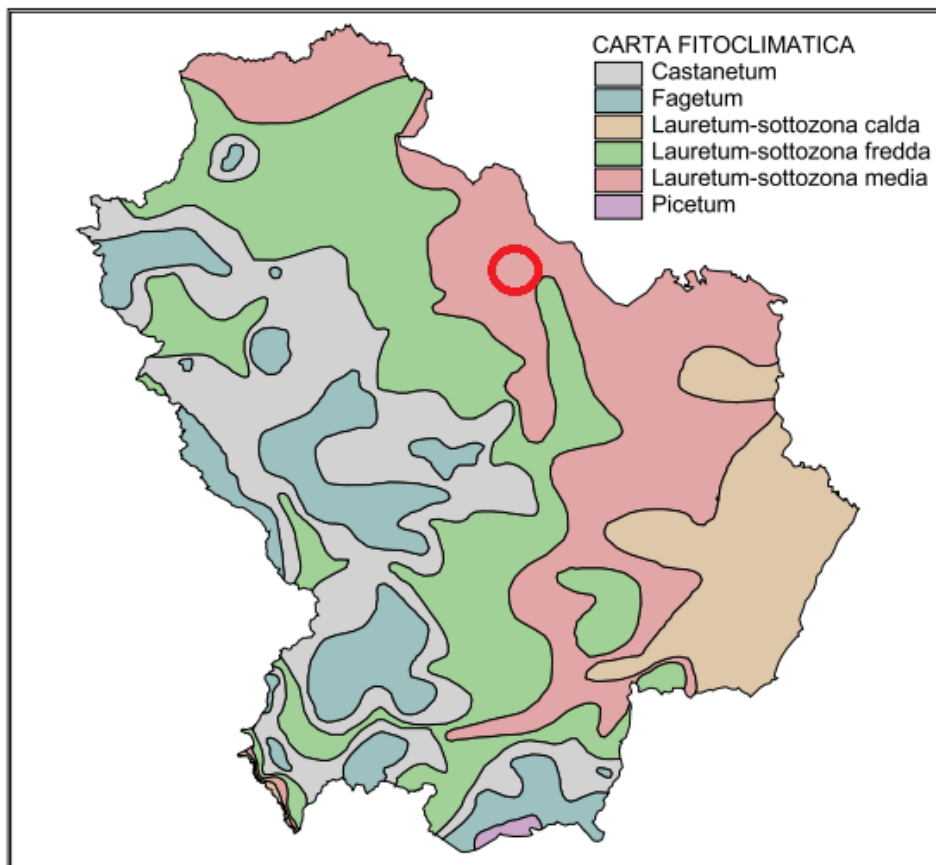 CARTA FITOCLIMATICA
Castanetum
Fagetum
Lauretum-sottozona calda
Lauretum-sottozona fredda
Lauretum-sottozona media
Picetum